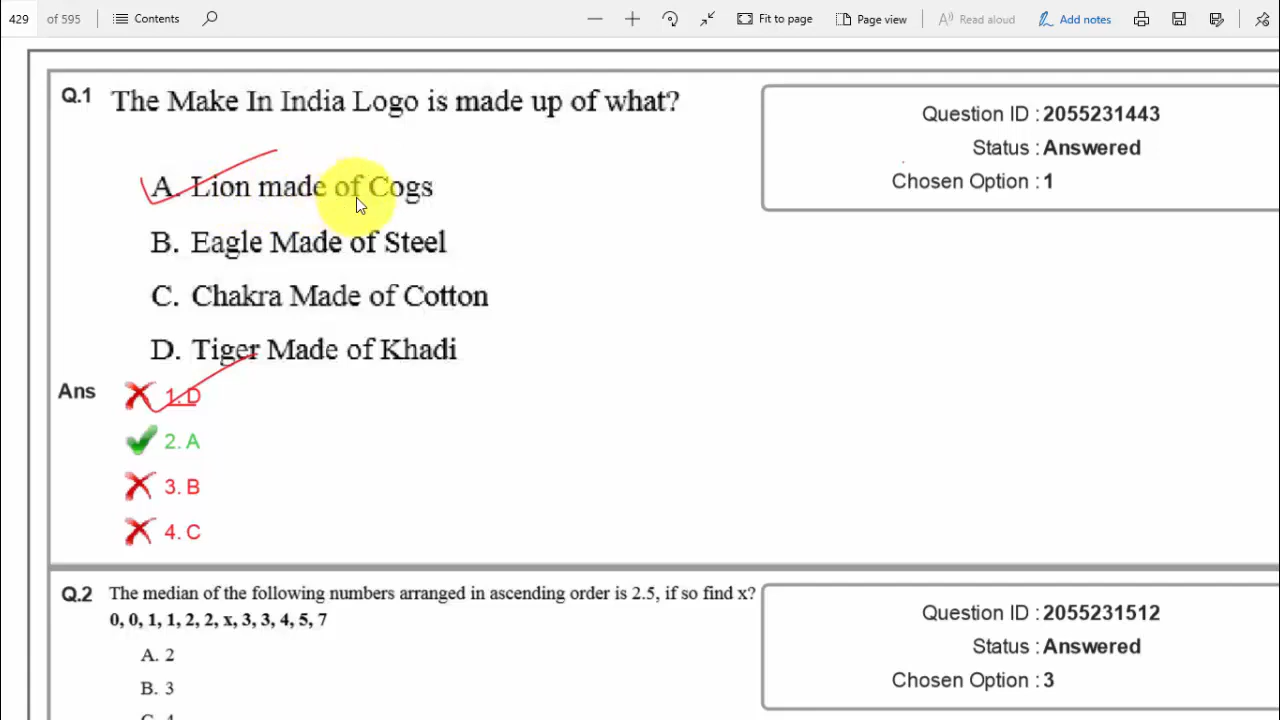 429 of 595 Contents Fit to page Page view Read aloud Add notes
Q.1 The Make In India Logo is made up of what?
Question ID : 2055231443
Status : Answered
Chosen Option : 1
A. Lion made of Cogs
B. Eagle Made of Steel
C. Chakra Made of Cotton
D. Tiger Made of Khadi
Ans 1. D
2. A
3. B
4. C
Q.2 The median of the following numbers arranged in ascending order is 2.5, if so find x?
0, 0, 1, 1, 2, 2, x, 3, 3, 4, 5, 7
Question ID : 2055231512
Status : Answered
Chosen Option : 3
A. 2
B. 3